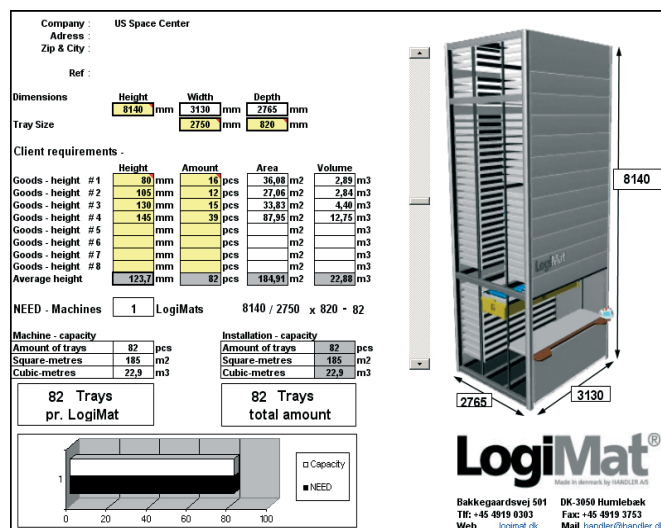 Company : US Space Center
Adress :
Zip & City :
Ref :
Dimensions Height Width Depth
8140 mm 3130 mm 2765 mm
Tray Size 2750 mm 820 mm
Client requirements -
Height Amount Area Volume
Goods - height #1 80 mm 16 pcs 36,08 m2 2,89 m3
Goods - height #2 105 mm 12 pcs 27,06 m2 2,84 m3
Goods - height #3 130 mm 15 pcs 33,83 m2 4,40 m3
Goods - height #4 145 mm 39 pcs 87,95 m2 12,75 m3
Goods - height #5 mm pcs m2 m3
Goods - height #6 mm pcs m2 m3
Goods - height #7 mm pcs m2 m3
Goods - height #8 mm pcs m2 m3
Average height 123,7 mm 82 pcs 184,91 m2 22,88 m3
NEED - Machines 1 LogiMats 8140 / 2750 x 820 - 82
Machine - capacity
Amount of trays 82 pcs
Square-metres 185 m2
Cubic-metres 22,9 m3
Installation - capacity
Amount of trays 82 pcs
Square-metres 185 m2
Cubic-metres 22,9 m3
82 Trays
pr. LogiMat
82 Trays
total amount
1
0 20 40 60 80 100
Capacity
NEED
8140
LogiMat
2765
3130
LogiMat®
Made in denmark by HANDLER A/S
Bakkegaardsvej 501 DK-3050 Humlebæk
Tlf: +45 4919 0303 Fax: +45 4919 3753
Web logimat.dk Mail handler@handler.dk